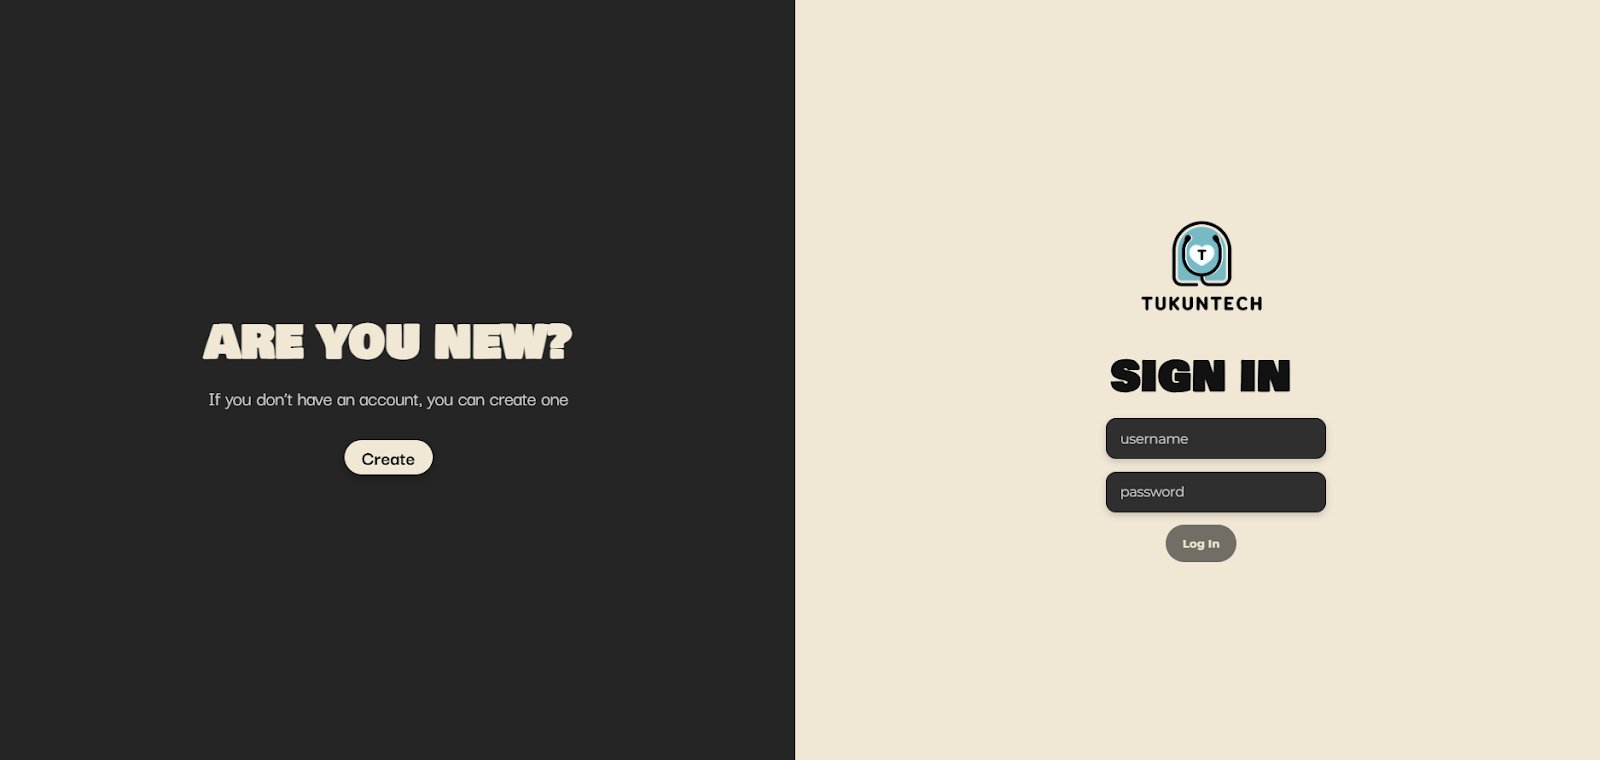 ARE YOU NEW?
If you don't have an account, you can create one
Create
T
TUKUNTECH
SIGN IN
username
password
Log In